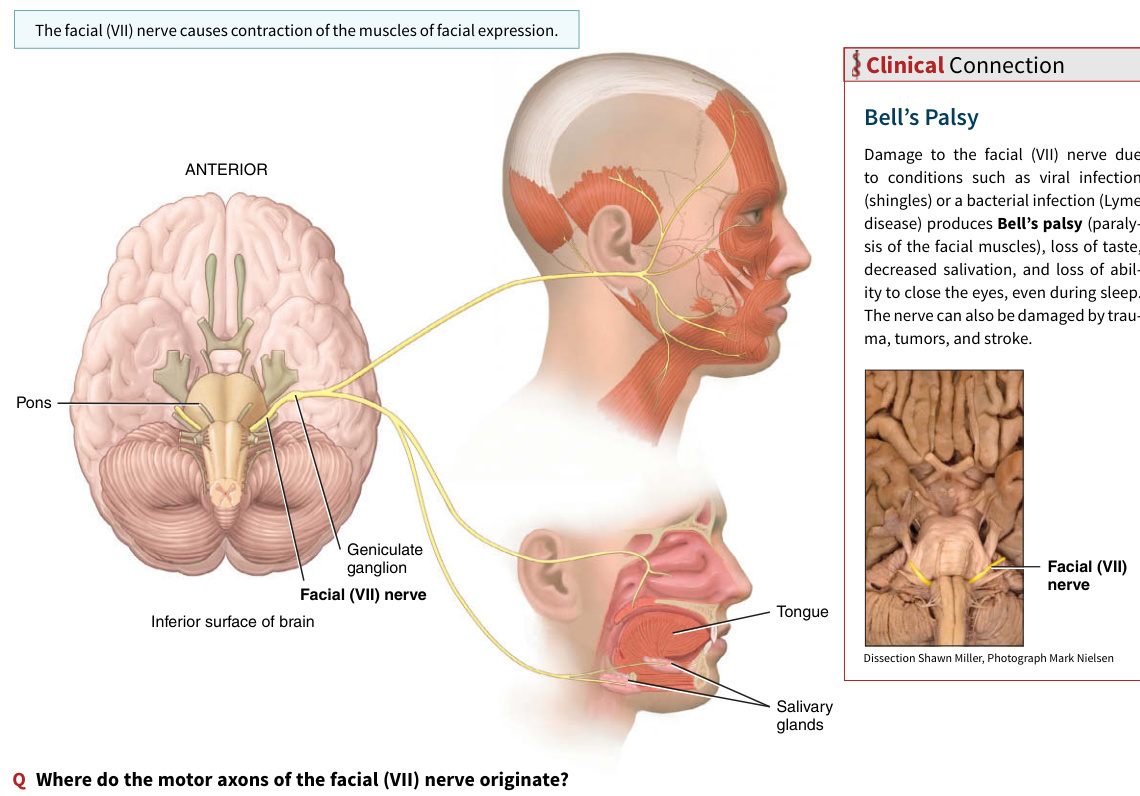 The facial (VII) nerve causes contraction of the muscles of facial expression.
ANTERIOR
Pons
Geniculate
ganglion
Facial (VII) nerve
Inferior surface of brain
Tongue
Salivary
glands
Clinical Connection
Bell's Palsy
Damage to the facial (VII) nerve due
to conditions such as viral infection
(shingles) or a bacterial infection (Lyme
disease) produces Bell's palsy (paraly-
sis of the facial muscles), loss of taste,
decreased salivation, and loss of abil-
ity to close the eyes, even during sleep.
The nerve can also be damaged by trau-
ma, tumors, and stroke.
Facial (VII)
nerve
Dissection Shawn Miller, Photograph Mark Nielsen
Q Where do the motor axons of the facial (VII) nerve originate?